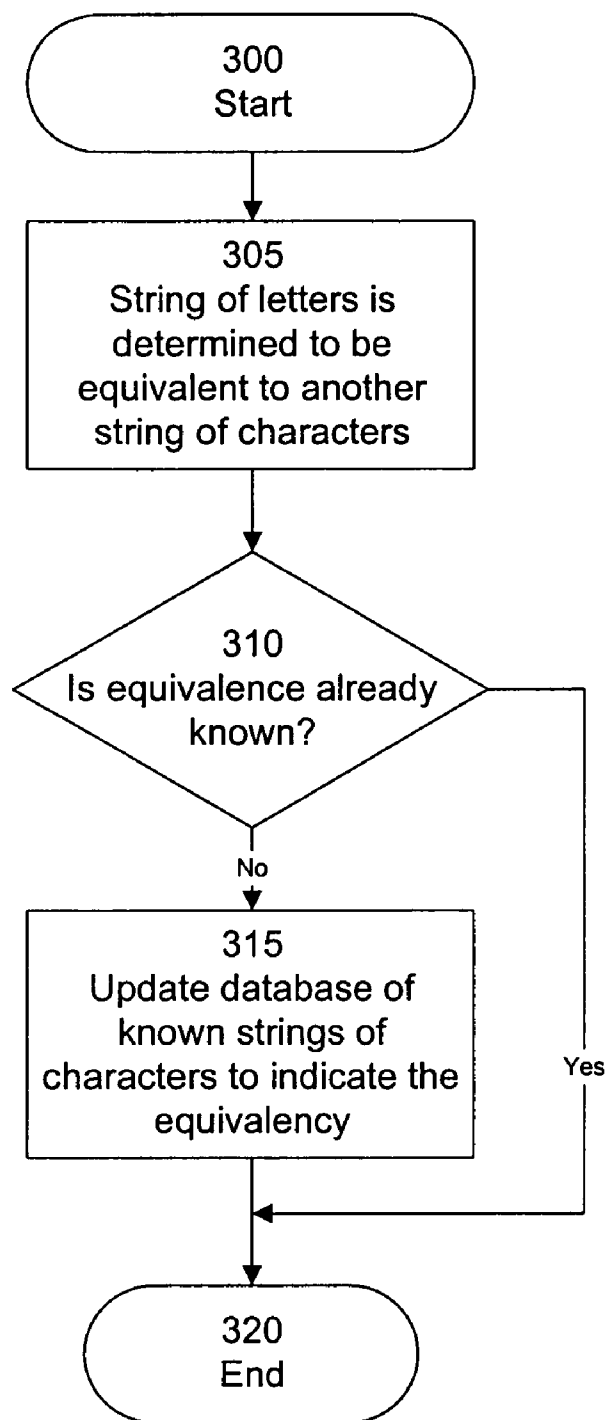 300
Start
305
String of letters is
determined to be
equivalent to another
string of characters
310
Is equivalence already
known?
No
315
Update database of
known strings of
characters to indicate the
equivalency
Yes
320
End